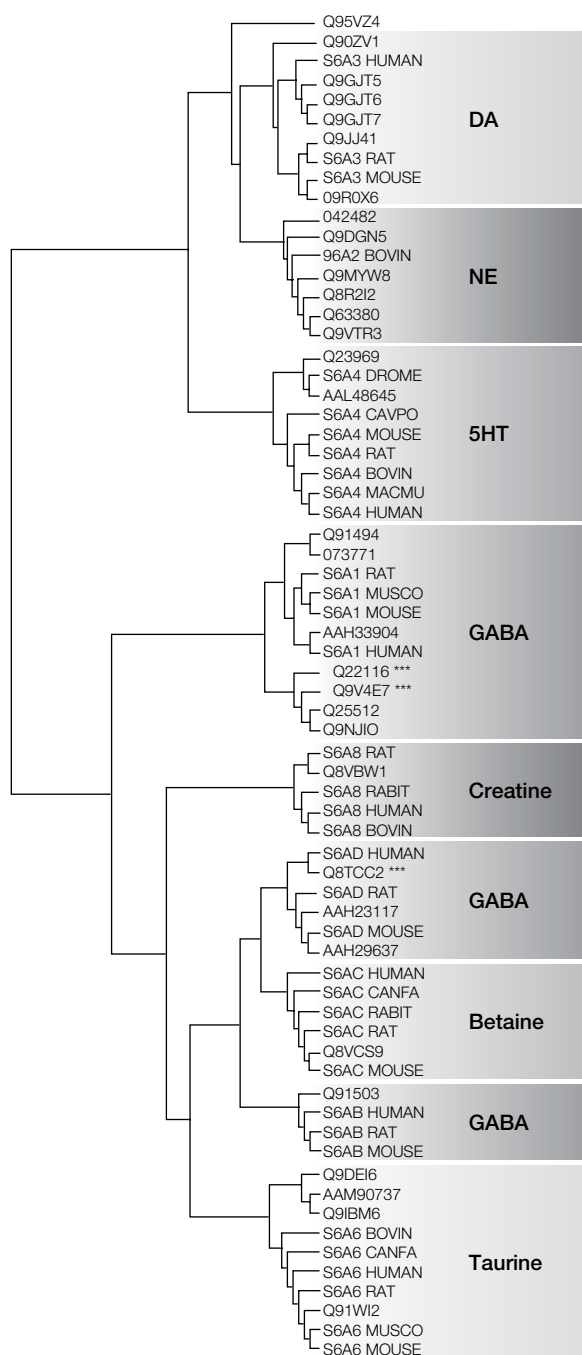 Q95VZ4
Q90ZV1
S6A3 HUMAN
Q9GJT5
Q9GJT6
Q9GJT7
DA
Q9JJ41
S6A3 RAT
S6A3 MOUSE
09R0X6
042482
Q9DGN5
96A2 BOVIN
Q9MYW8
NE
Q8R2I2
Q63380
Q9VTR3
Q23969
S6A4 DROME
AAL48645
S6A4 CAVPO
S6A4 MOUSE
5HT
S6A4 RAT
S6A4 BOVIN
S6A4 MACMU
S6A4 HUMAN
Q91494
073771
S6A1 RAT
S6A1 MUSCO
S6A1 MOUSE
AAH33904
GABA
S6A1 HUMAN
Q22116 ***
Q9V4E7 ***
Q25512
Q9NJIO
S6A8 RAT
Q8VBW1
S6A8 RABIT
Creatine
S6A8 HUMAN
S6A8 BOVIN
S6AD HUMAN
Q8TCC2 ***
S6AD RAT
GABA
AAH23117
S6AD MOUSE
AAH29637
S6AC HUMAN
S6AC CANFA
S6AC RABIT
Betaine
S6AC RAT
Q8VCS9
S6AC MOUSE
Q91503
S6AB HUMAN
GABA
S6AB RAT
S6AB MOUSE
Q9DEI6
AAM90737
Q9IBM6
S6A6 BOVIN
S6A6 CANFA
Taurine
S6A6 HUMAN
S6A6 RAT
Q91WI2
S6A6 MUSCO
S6A6 MOUSE